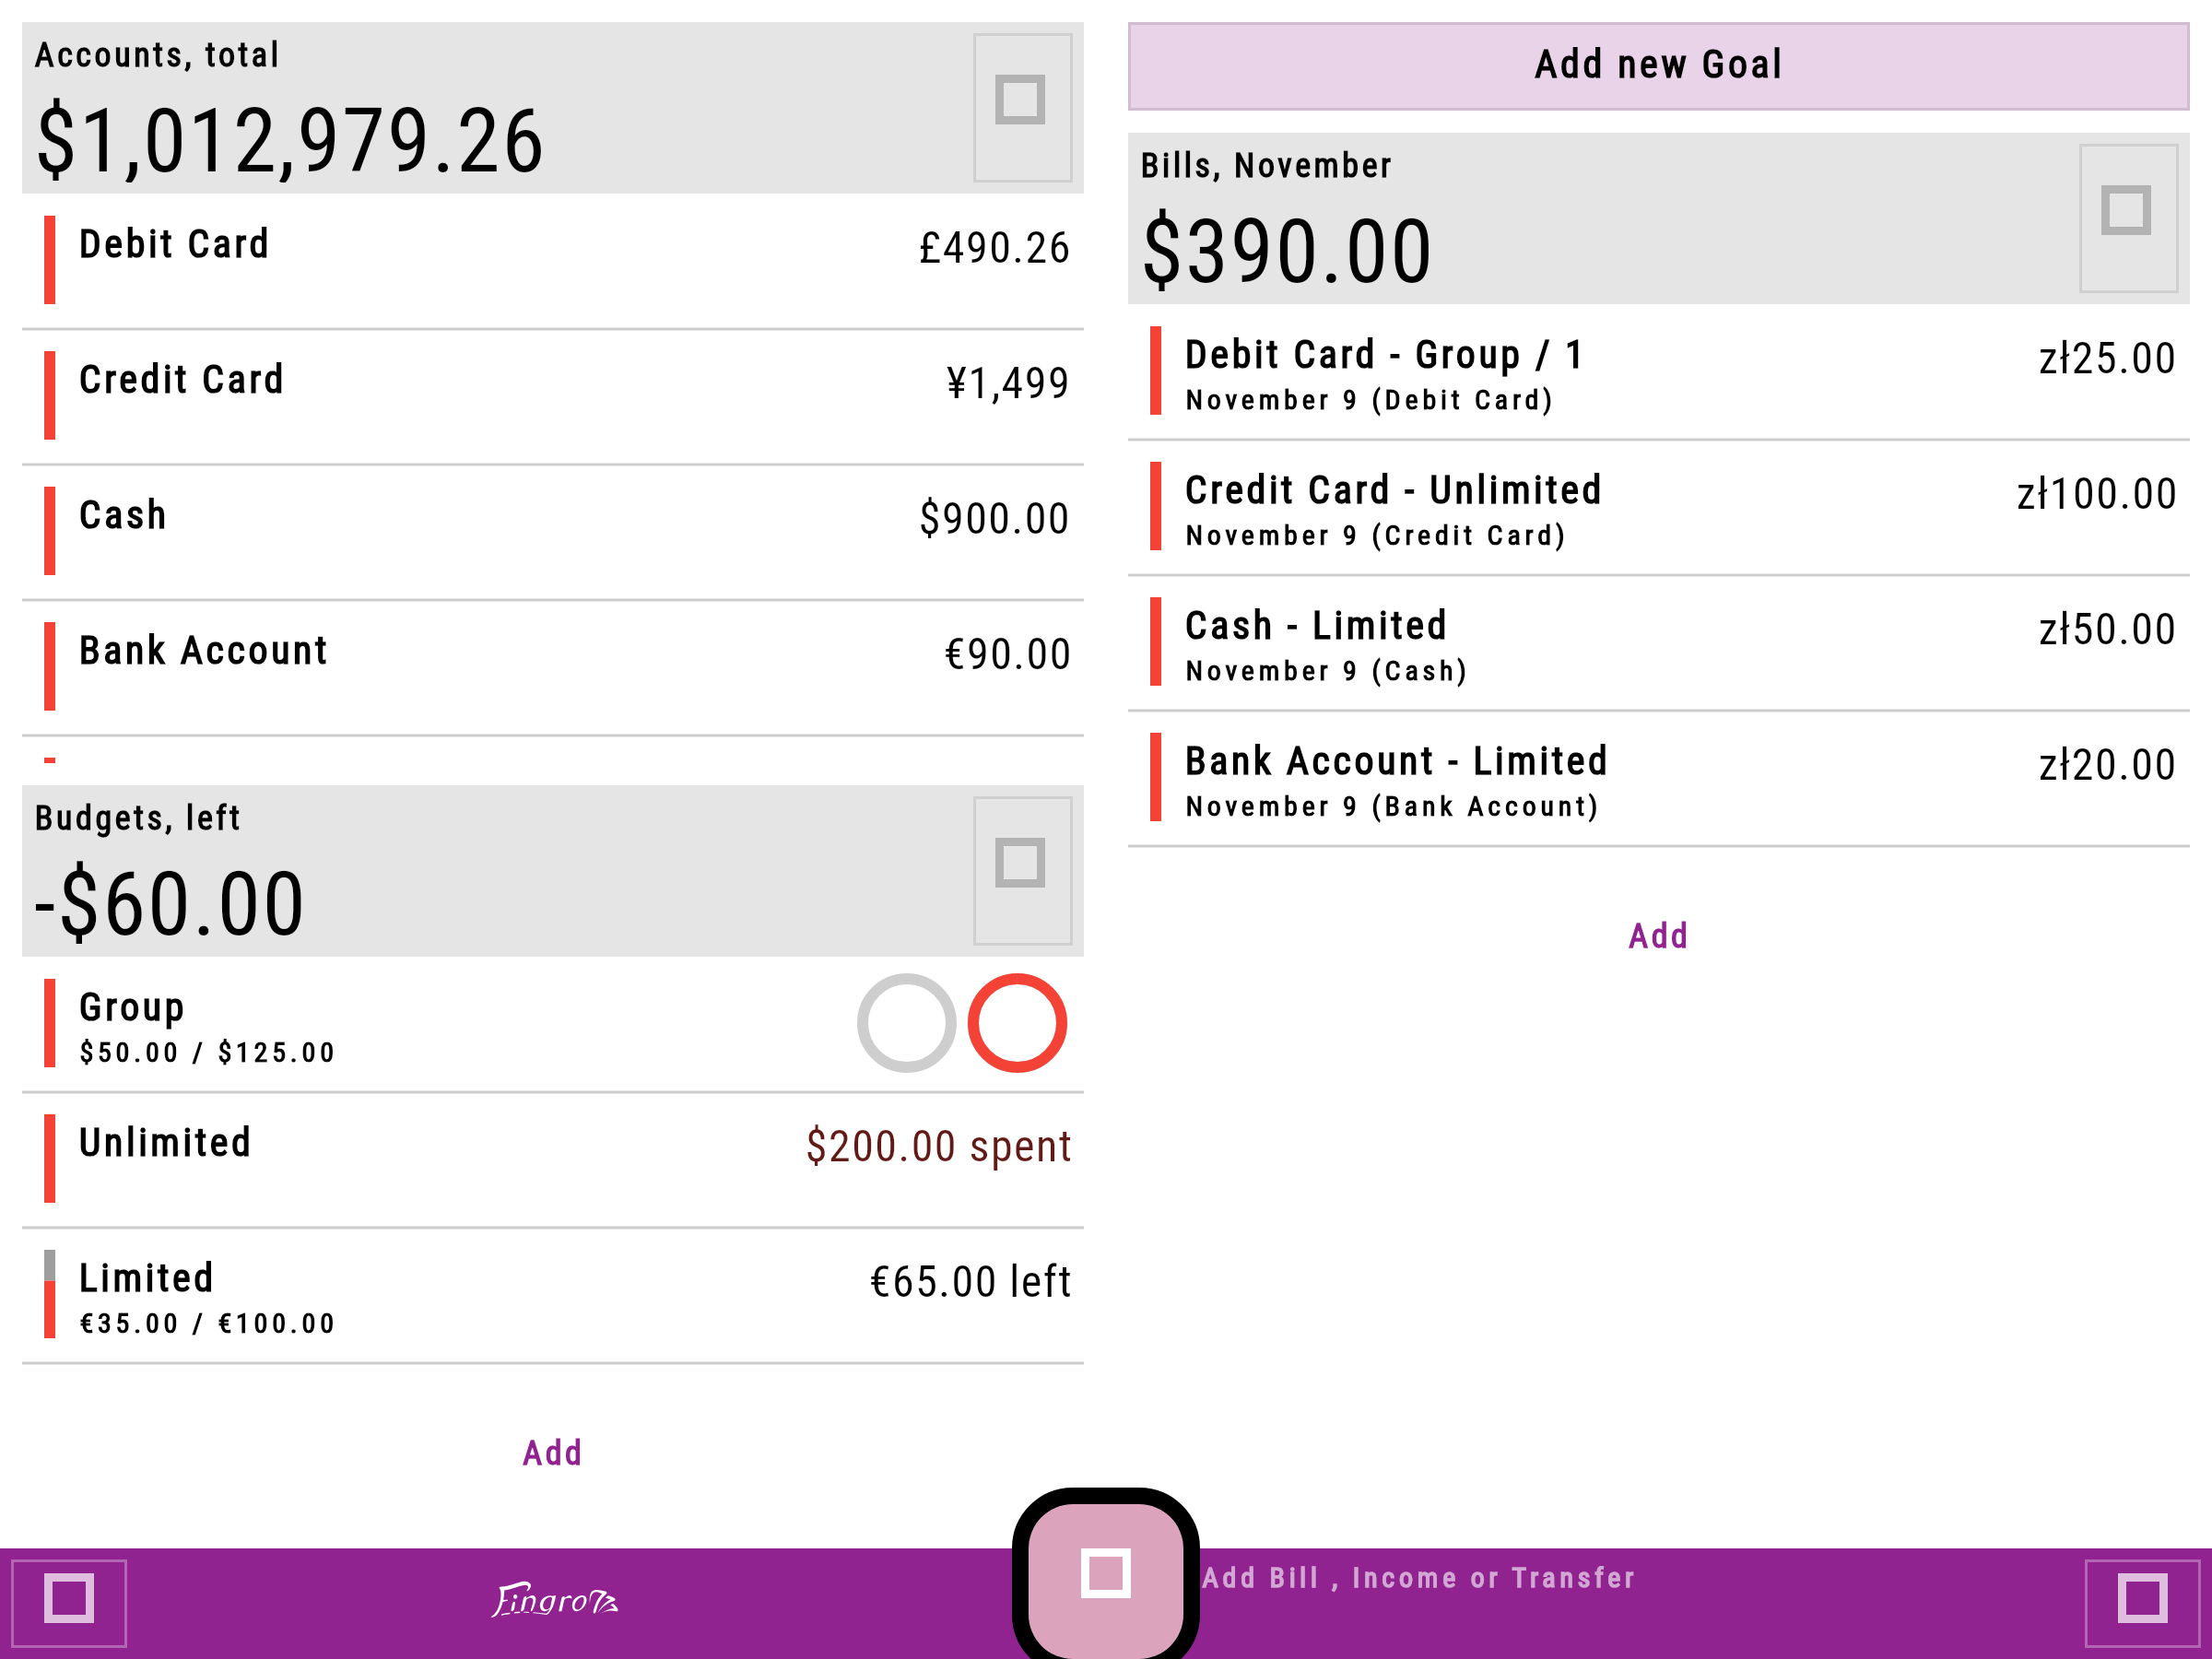 Accounts, total
$1,012,979.26
Debit Card
£490.26
Credit Card
¥1,499
Cash
$900.00
Bank Account
€90.00
Budgets, left
-$60.00
Group
$50.00 / $125.00
Unlimited
$200.00 spent
Limited
€65.00 left
€35.00 / €100.00
Add
Add new Goal
Bills, November
$390.00
Debit Card - Group / 1
zł25.00
November 9 (Debit Card)
Credit Card - Unlimited
zł100.00
November 9 (Credit Card)
Cash - Limited
zł50.00
November 9 (Cash)
Bank Account - Limited
zł20.00
November 9 (Bank Account)
Add
Fingro
Add Bill , Income or Transfer